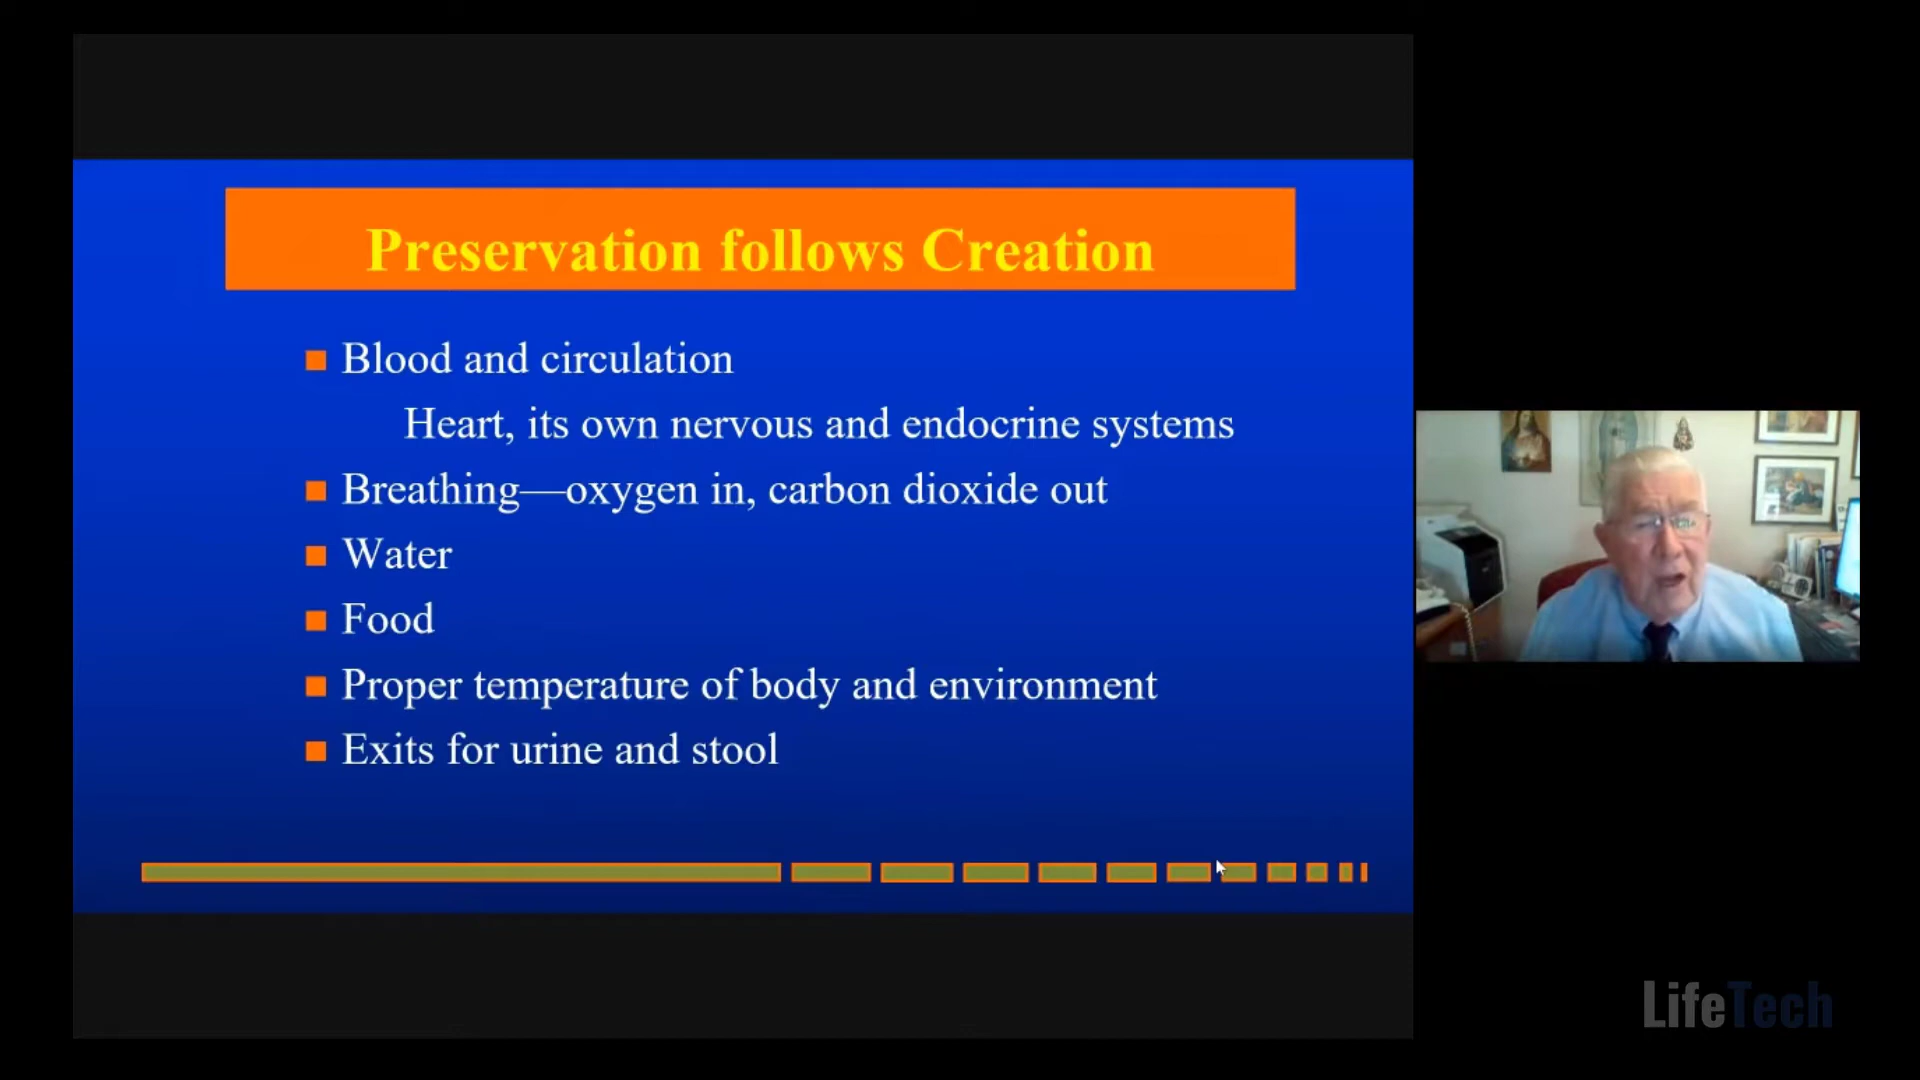 Preservation follows Creation
Blood and circulation
Heart, its own nervous and endocrine systems
Breathing—oxygen in, carbon dioxide out
Water
Food
Proper temperature of body and environment
Exits for urine and stool
LifeTech